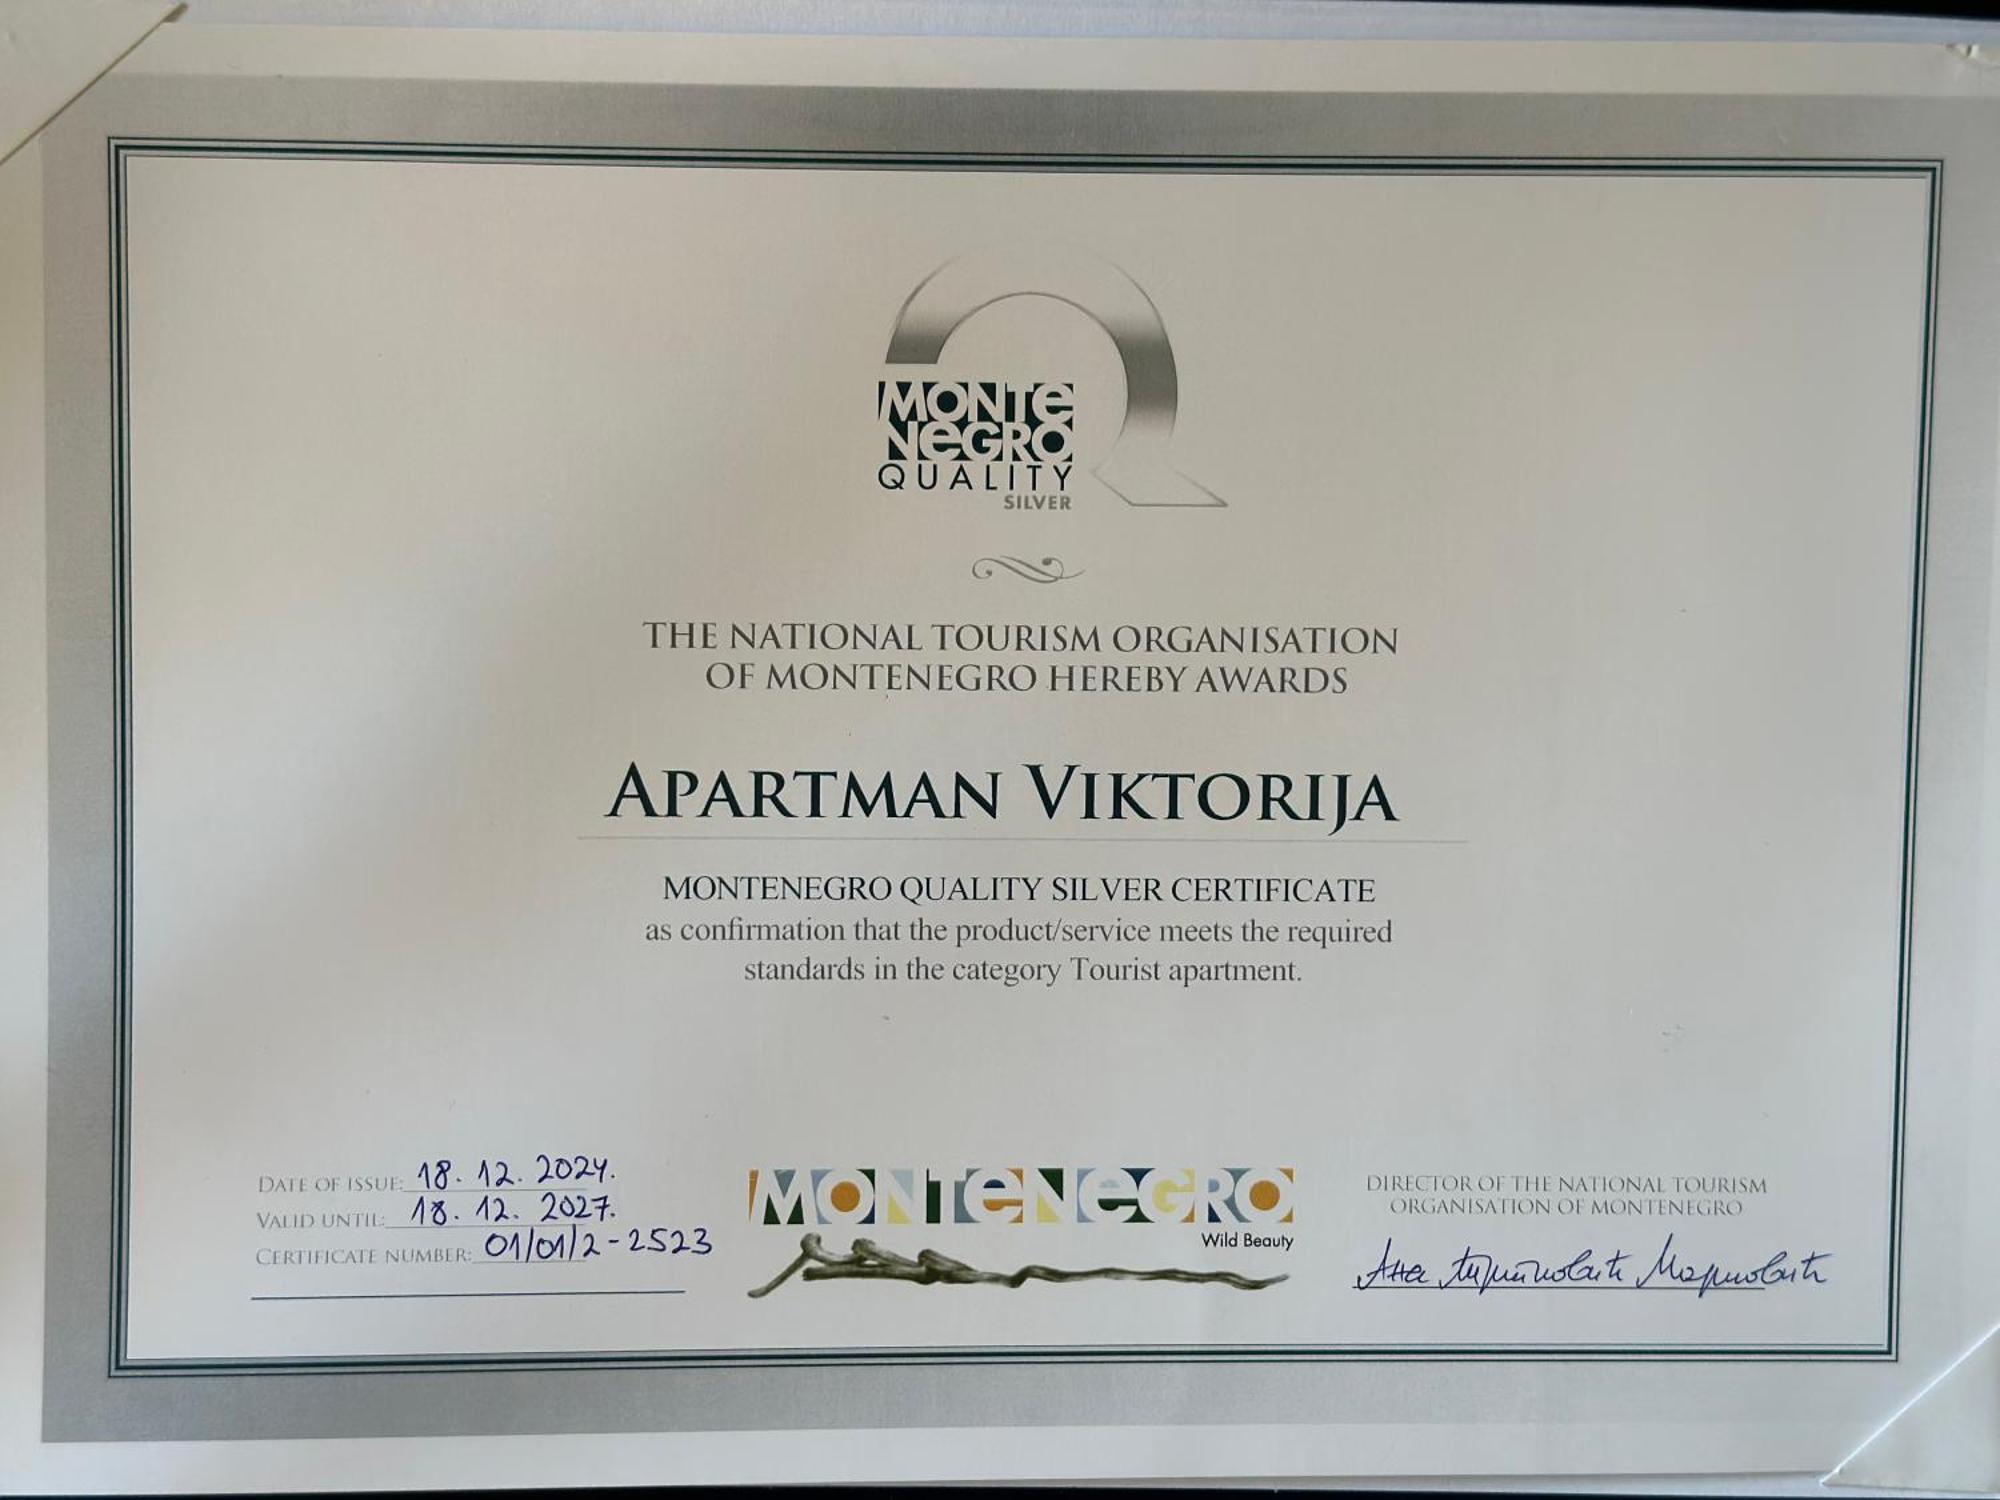 MONTE
NEGRO
QUALITY
SILVER
THE NATIONAL TOURISM ORGANISATION
OF MONTENEGRO HEREBY AWARDS
APARTMAN VIKTORIJA
MONTENEGRO QUALITY SILVER CERTIFICATE
as confirmation that the product/service meets the required
standards in the category Tourist apartment.
DATE OF ISSUE: 18. 12. 2024.
VALID UNTIL: 18. 12. 2027.
CERTIFICATE NUMBER: 01/01/2-2523
MONTENEGRO
Wild Beauty
DIRECTOR OF THE NATIONAL TOURISM
ORGANISATION OF MONTENEGRO
Ана